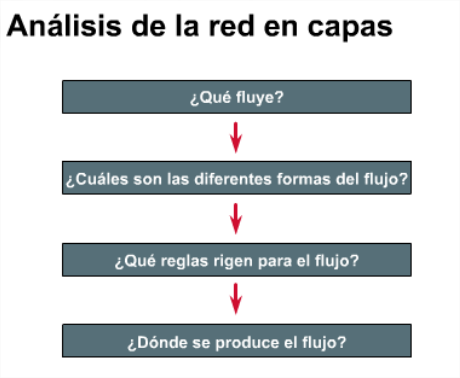 Análisis de la red en capas
¿Qué fluye?
¿Cuáles son las diferentes formas del flujo?
¿Qué reglas rigen para el flujo?
¿Dónde se produce el flujo?